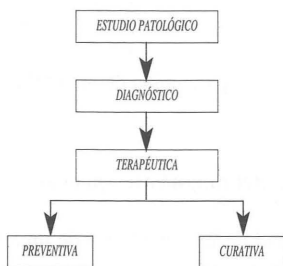 ESTUDIO PATOLÓGICO
DIAGNÓSTICO
TERAPÉUTICA
PREVENTIVA
CURATIVA